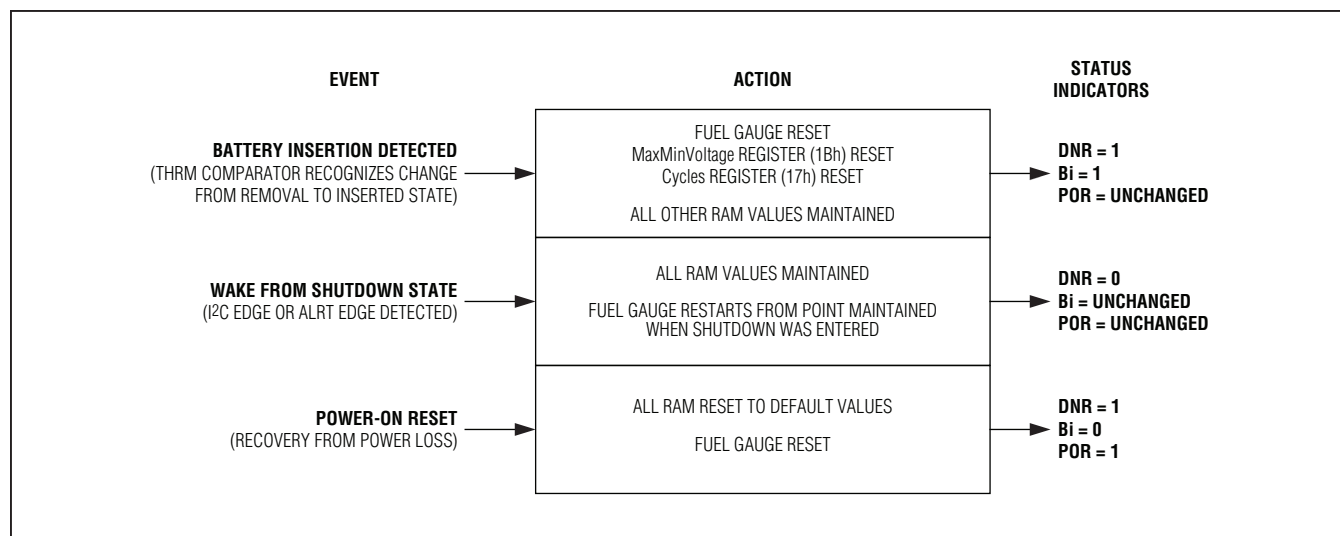 EVENT
ACTION
STATUS
INDICATORS
BATTERY INSERTION DETECTED
(THRM COMPARATOR RECOGNIZES CHANGE
FROM REMOVAL TO INSERTED STATE)
FUEL GAUGE RESET
MaxMinVoltage REGISTER (1Bh) RESET
Cycles REGISTER (17h) RESET
ALL OTHER RAM VALUES MAINTAINED
DNR = 1
Bi = 1
POR = UNCHANGED
WAKE FROM SHUTDOWN STATE
(I2C EDGE OR ALRT EDGE DETECTED)
ALL RAM VALUES MAINTAINED
FUEL GAUGE RESTARTS FROM POINT MAINTAINED
WHEN SHUTDOWN WAS ENTERED
DNR = 0
Bi = UNCHANGED
POR = UNCHANGED
POWER-ON RESET
(RECOVERY FROM POWER LOSS)
ALL RAM RESET TO DEFAULT VALUES
FUEL GAUGE RESET
DNR = 1
Bi = 0
POR = 1